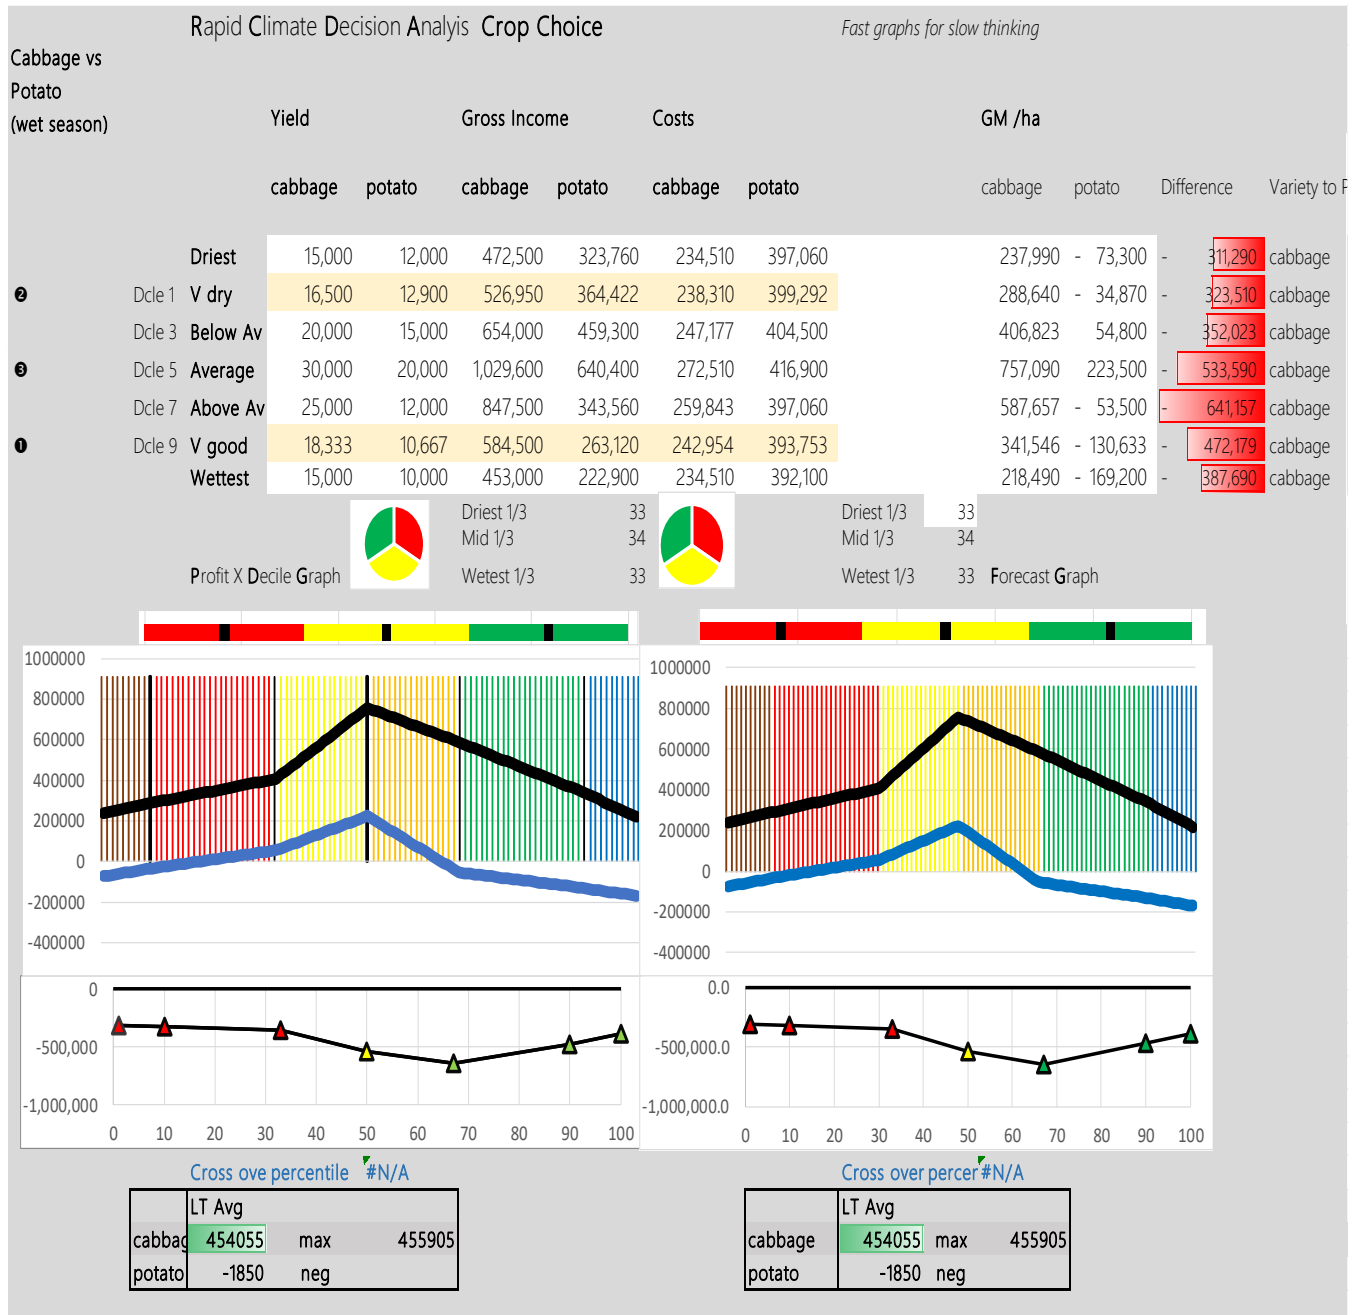 Rapid Climate Decision Analyis Crop Choice Fast graphs for slow thinking
Cabbage vs
Potato
(wet season) Yield Gross Income Costs GM /ha
cabbage potato cabbage potato cabbage potato cabbage potato Difference Variety to P
Driest 15,000 12,000 472,500 323,760 234,510 397,060 237,990 - 73,300 - 311,290 cabbage
❷ Dcle 1 V dry 16,500 12,900 526,950 364,422 238,310 399,292 288,640 - 34,870 - 323,510 cabbage
Dcle 3 Below Av 20,000 15,000 654,000 459,300 247,177 404,500 406,823 54,800 - 352,023 cabbage
❸ Dcle 5 Average 30,000 20,000 1,029,600 640,400 272,510 416,900 757,090 223,500 - 533,590 cabbage
Dcle 7 Above Av 25,000 12,000 847,500 343,560 259,843 397,060 587,657 - 53,500 - 641,157 cabbage
❶ Dcle 9 V good 18,333 10,667 584,500 263,120 242,954 393,753 341,546 - 130,633 - 472,179 cabbage
Wettest 15,000 10,000 453,000 222,900 234,510 392,100 218,490 - 169,200 - 387,690 cabbage
Driest 1/3 33 Driest 1/3 33
Mid 1/3 34 Mid 1/3 34
Profit X Decile Graph Wetest 1/3 33 Wetest 1/3 33 Forecast Graph
1000000
800000
600000
400000
200000
0
-200000
-400000
1000000
800000
600000
400000
200000
0
-200000
-400000
0
-500,000
-1,000,000
0 10 20 30 40 50 60 70 80 90 100
0.0
-500,000.0
-1,000,000.0
0 10 20 30 40 50 60 70 80 90 100
Cross ove percentile #N/A Cross over percer #N/A
LT Avg
cabbag 454055 max 455905
potato -1850 neg
LT Avg
cabbage 454055 max 455905
potato -1850 neg